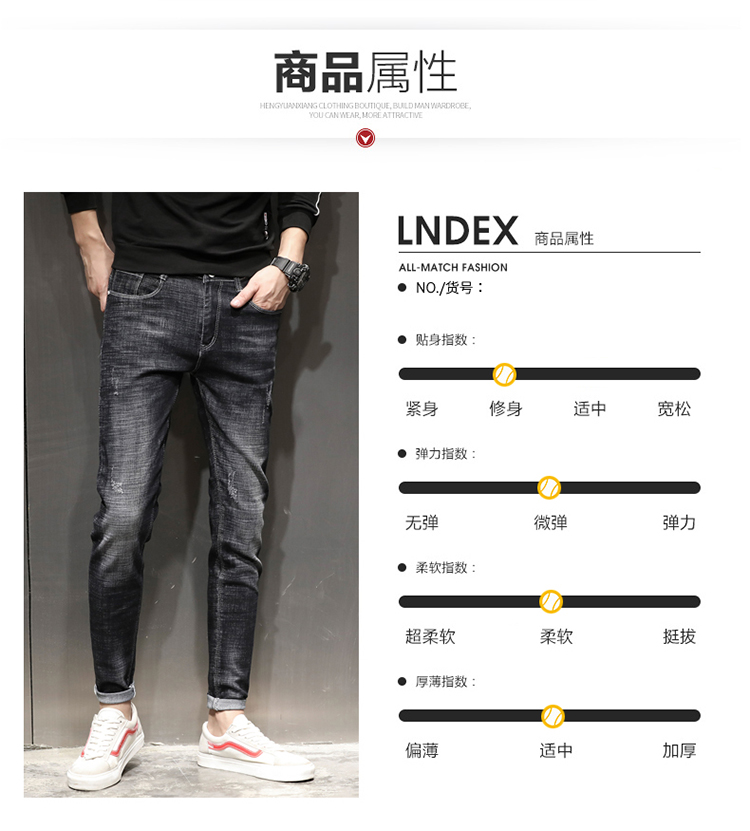 商品属性
HENGYUANXIANG CLOTHING BOUTIQUE, BUILD MAN WARDROBE,
YOU CAN WEAR, MORE ATTRACTIVE
LNDEX 商品属性
ALL-MATCH FASHION
● NO./货号：
● 贴身指数 :
紧身 修身 适中 宽松
● 弹力指数 :
无弹 微弹 弹力
● 柔软指数 :
超柔软 柔软 挺拔
● 厚薄指数 :
偏薄 适中 加厚